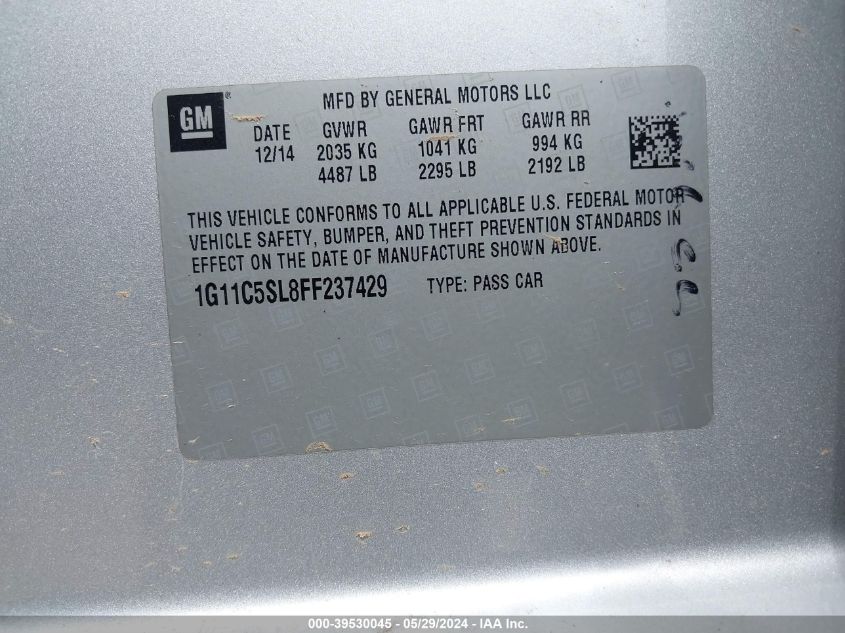 GM ®
MFD BY GENERAL MOTORS LLC
DATE GVWR GAWR FRT GAWR RR
12/14 2035 KG 1041 KG 994 KG
4487 LB 2295 LB 2192 LB
THIS VEHICLE CONFORMS TO ALL APPLICABLE U.S. FEDERAL MOTOR
VEHICLE SAFETY, BUMPER, AND THEFT PREVENTION STANDARDS IN
EFFECT ON THE DATE OF MANUFACTURE SHOWN ABOVE.
1G11C5SL8FF237429 TYPE: PASS CAR
000-39530045 - 05/29/2024 - IAA Inc.